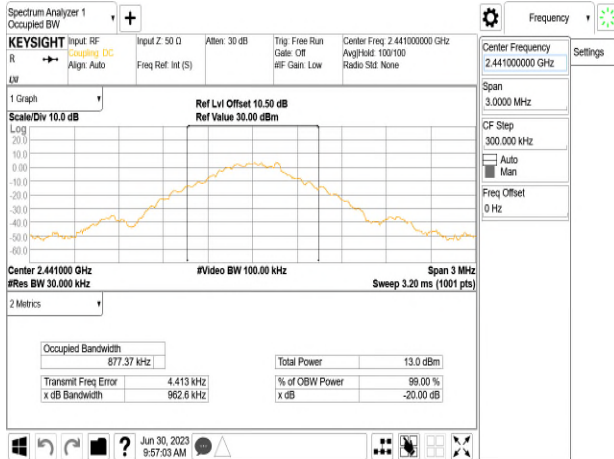 Spectrum Analyzer 1
Occupied BW
Frequency
Settings
KEYSIGHT
R
LXI
Input: RF
Coupling: DC
Align: Auto
Input Z: 50 Ω
Freq Ref: Int (S)
Atten: 30 dB
Trig: Free Run
Gate: Off
#IF Gain: Low
Center Freq: 2.441000000 GHz
Avg|Hold: 100/100
Radio Std: None
Center Frequency
2.441000000 GHz
Span
3.0000 MHz
CF Step
300.000 kHz
Auto
Man
Freq Offset
0 Hz
1 Graph
Scale/Div 10.0 dB
Ref Lvl Offset 10.50 dB
Ref Value 30.00 dBm
Log
20.0
10.0
0.00
-10.0
-20.0
-30.0
-40.0
-50.0
-60.0
Center 2.441000 GHz
#Res BW 30.000 kHz
#Video BW 100.00 kHz
Span 3 MHz
Sweep 3.20 ms (1001 pts)
2 Metrics
Occupied Bandwidth
877.37 kHz
Transmit Freq Error 4.413 kHz
x dB Bandwidth 962.6 kHz
Total Power 13.0 dBm
% of OBW Power 99.00 %
x dB -20.00 dB
?
Jun 30, 2023
9:57:03 AM